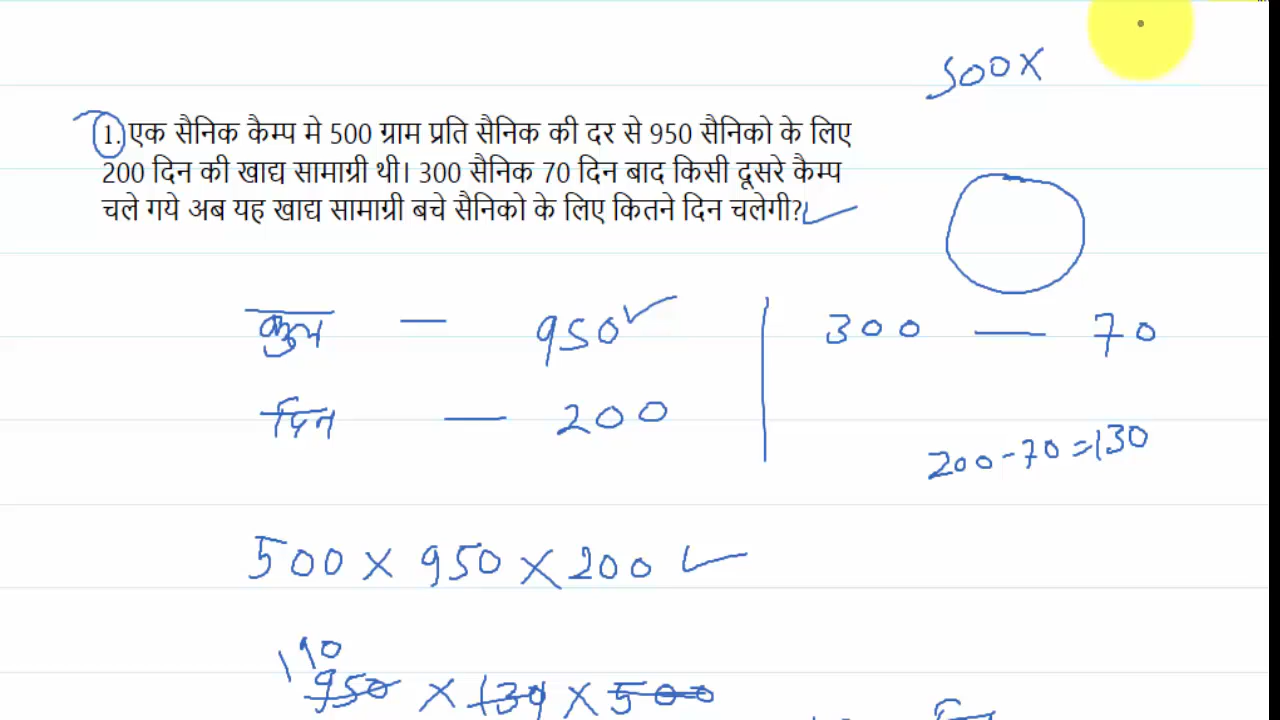 500X
1. एक सैनिक कैम्प मे 500 ग्राम प्रति सैनिक की दर से 950 सैनिको के लिए
200 दिन की खाद्य सामाग्री थी। 300 सैनिक 70 दिन बाद किसी दूसरे कैम्प
चले गये अब यह खाद्य सामाग्री बचे सैनिको के लिए कितने दिन चलेगी?
कुल — 950
300 — 70
दिन — 200
200-70=130
500 X 950 X 200
190
950 X 130 X 500
दिन